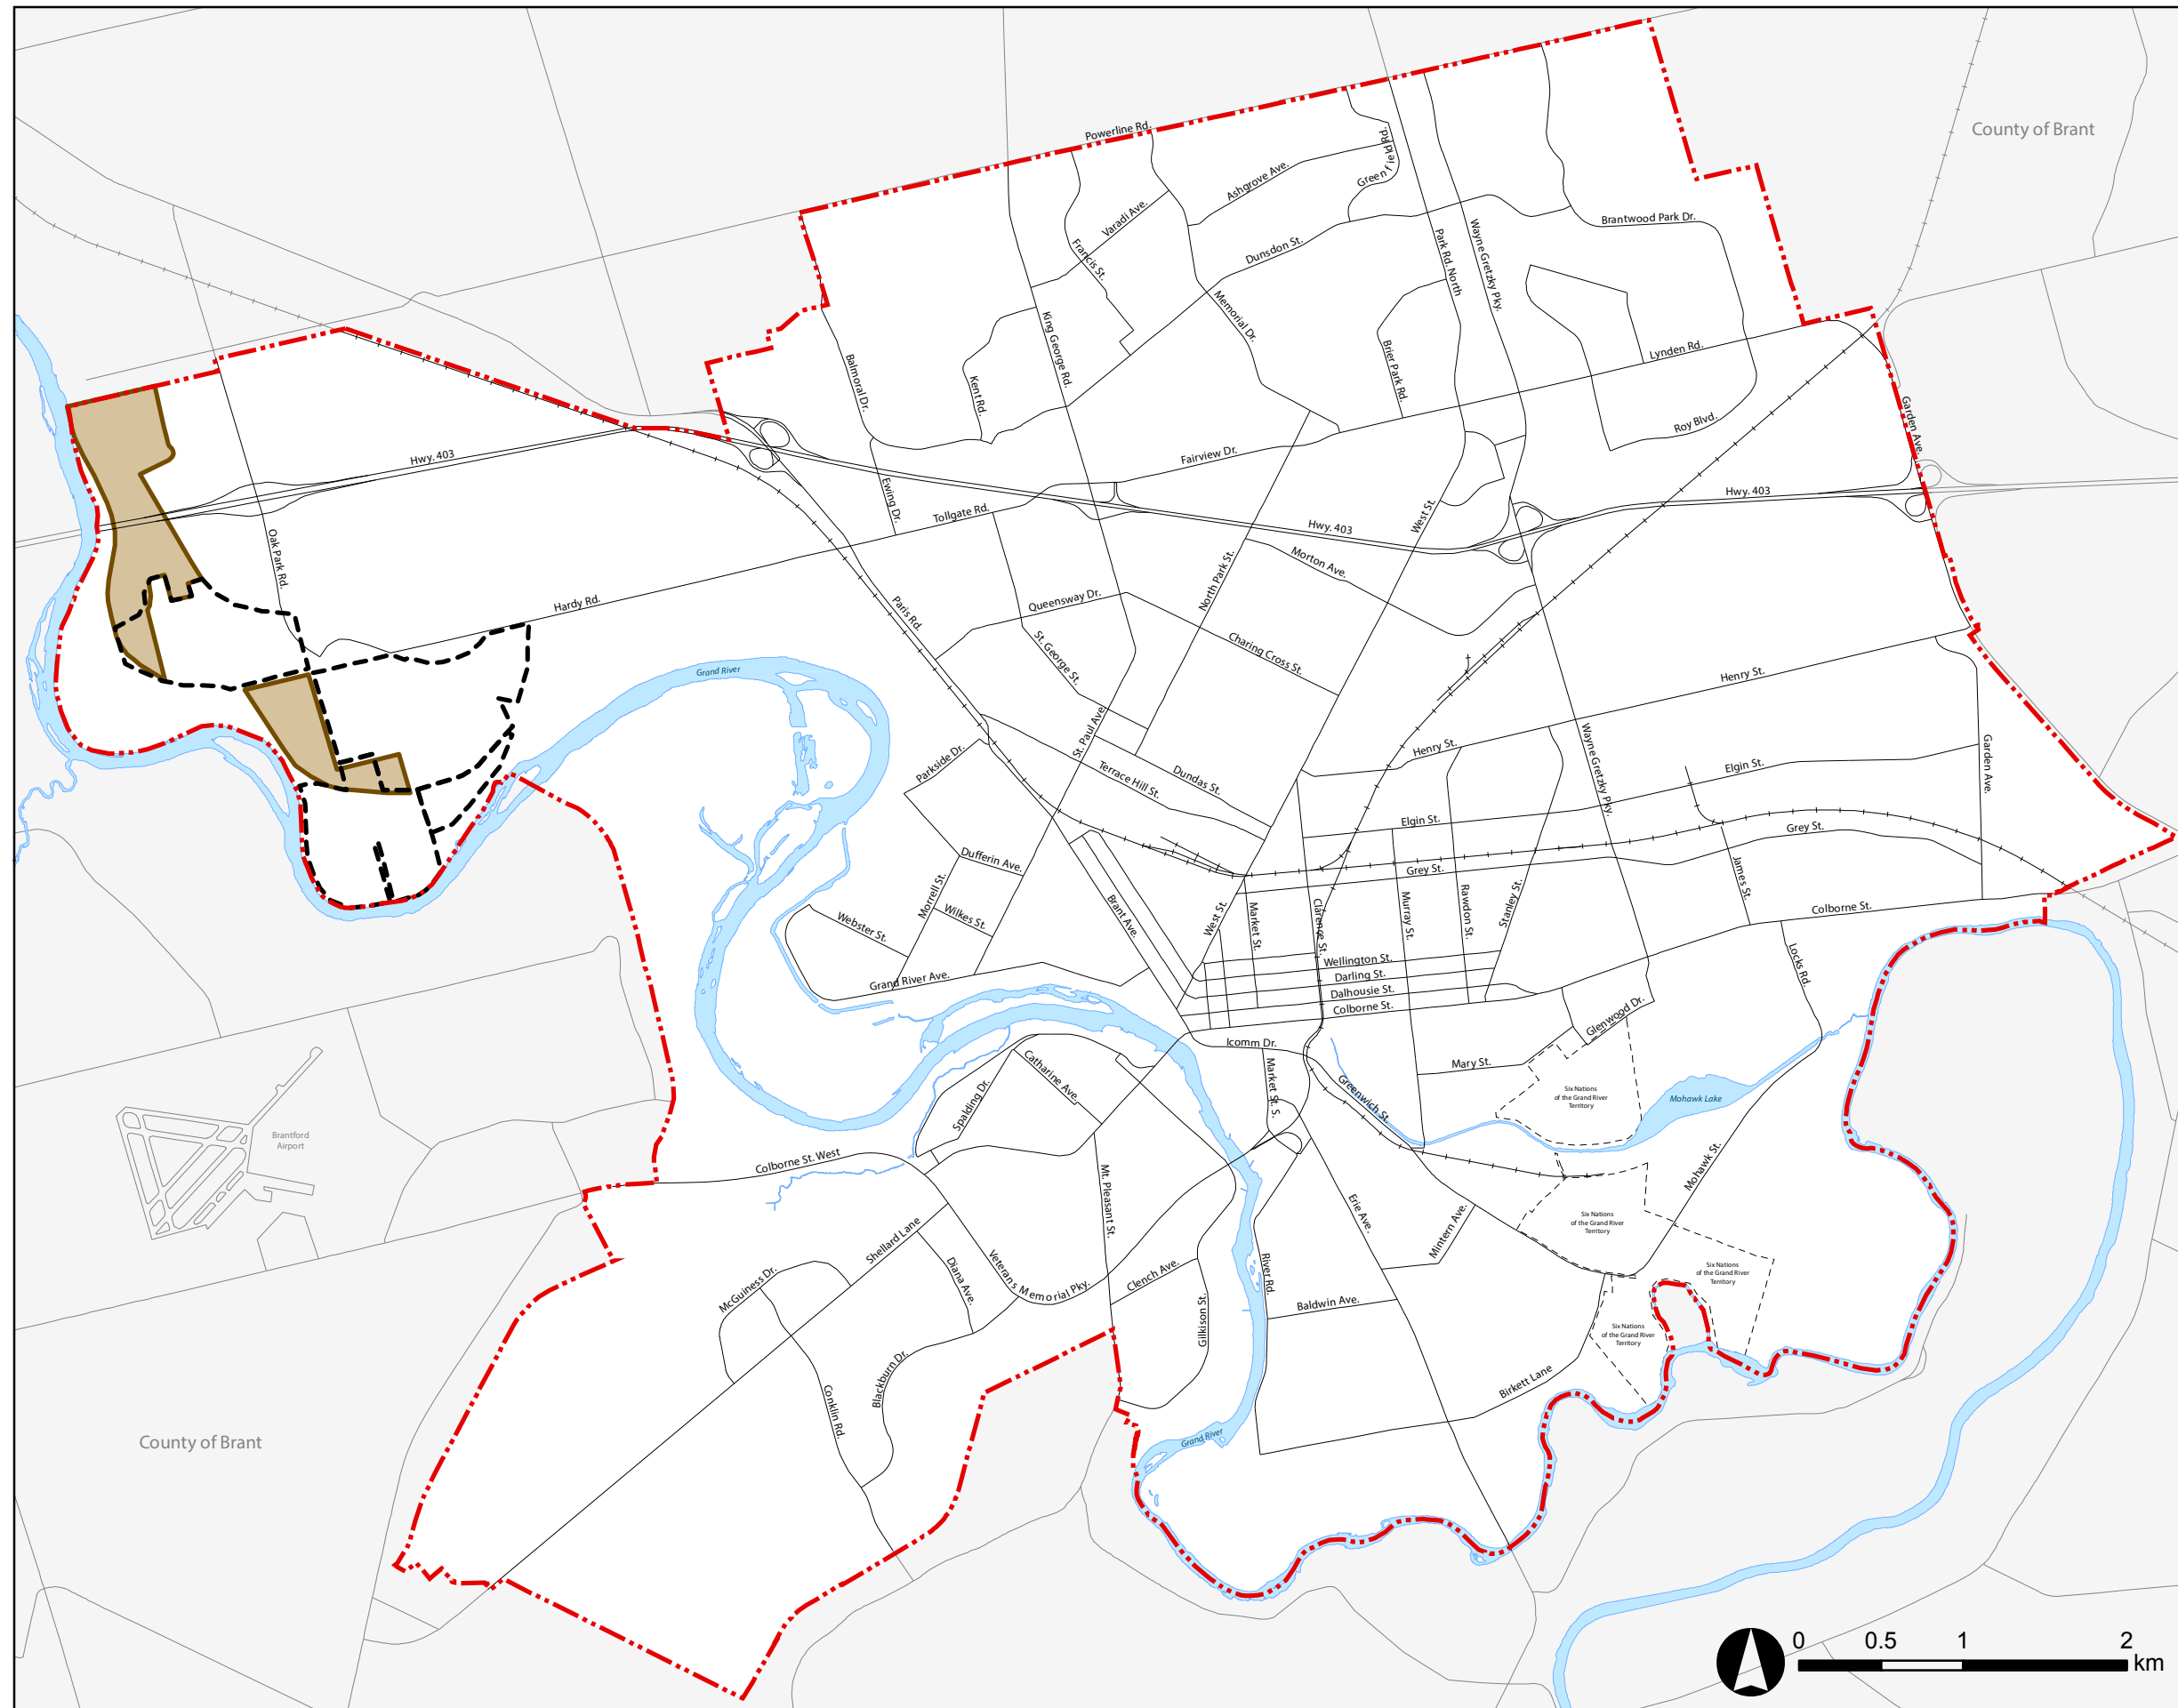 County of Brant
Powerline Rd.
Green field Rd.
Ashgrove Ave.
Varadi Ave.
Francis St.
Dunsdon St.
Brantwood Park Dr.
Park Rd. North
Wayne Gretzky Pky.
Memorial Dr.
King George Rd.
Kent Rd.
Balmoral Dr.
Brier Park Rd.
Lynden Rd.
Roy Blvd.
Garden Ave.
Hwy. 403
Fairview Dr.
Ewing Dr.
Tollgate Rd.
Hwy. 403
Hwy. 403
West St.
Oak Park Rd.
Hardy Rd.
Paris Rd.
Queensway Dr.
North Park St.
Morton Ave.
St. George St.
Charing Cross St.
Henry St.
Grand River
St. Paul Ave.
Parkside Dr.
Terrace Hill St.
Dundas St.
Henry St.
Wayne Gretzky Pky.
Elgin St.
Garden Ave.
Elgin St.
Grey St.
Grey St.
Dufferin Ave.
Morrell St.
Wilkes St.
Webster St.
Brant Ave.
West St.
Market St.
Clarence St.
Murray St.
Rawdon St.
Stanley St.
James St.
Colborne St.
Locks Rd.
Grand River Ave.
Wellington St.
Darling St.
Dalhousie St.
Colborne St.
Glenwood Dr.
Icomm Dr.
Mary St.
Market St. S.
Greenwich St.
Six Nations
of the Grand River
Territory
Mohawk Lake
Catharine Ave.
Spalding Dr.
Brantford
Airport
Colborne St. West
Mt. Pleasant St.
Mohawk St.
Erie Ave.
Mintern Ave.
Six Nations
of the Grand River
Territory
Shellard Lane
Diana Ave.
Veterans Memorial Pky.
McGuiness Dr.
Clench Ave.
River Rd.
Gilkison St.
Baldwin Ave.
Six Nations
of the Grand River
Territory
Six Nations
of the Grand River
Territory
Blackburn Dr.
Conklin Rd.
Birkett Lane
Grand River
County of Brant
0 0.5 1 2
km